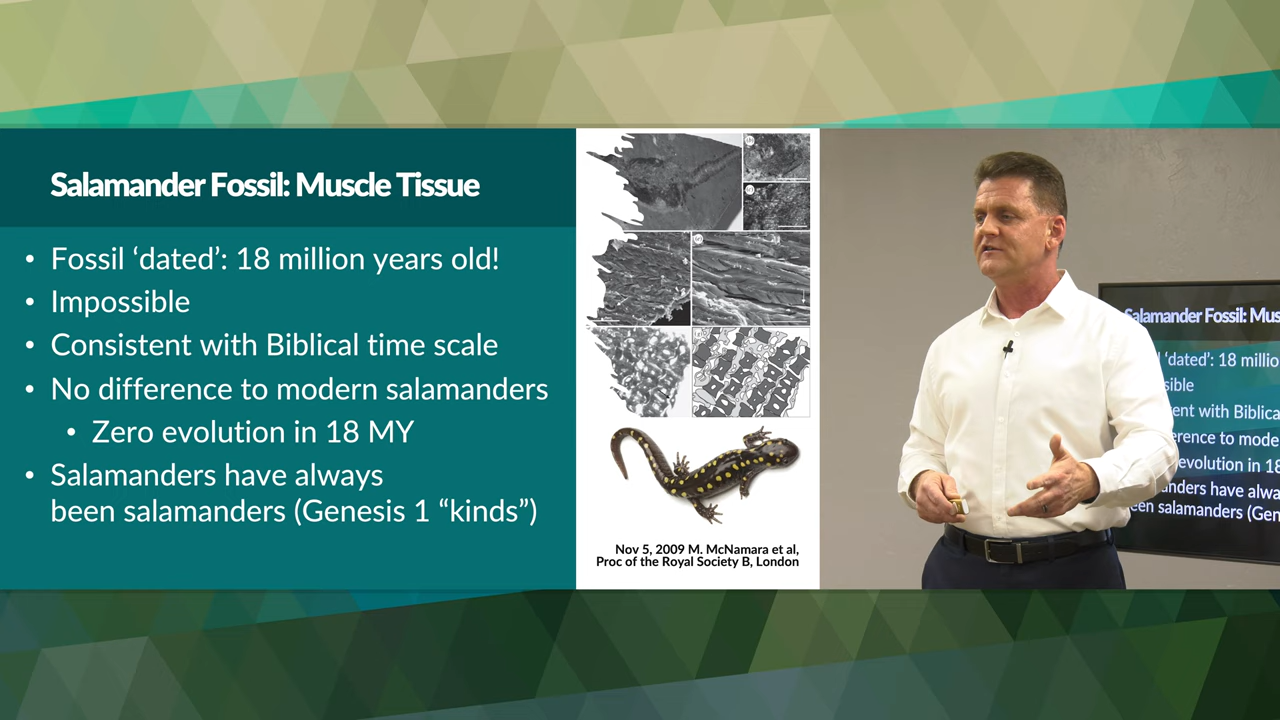 Salamander Fossil: Muscle Tissue
• Fossil ‘dated’: 18 million years old!
• Impossible
• Consistent with Biblical time scale
• No difference to modern salamanders
• Zero evolution in 18 MY
• Salamanders have always
been salamanders (Genesis 1 “kinds”)
Nov 5, 2009 M. McNamara et al,
Proc of the Royal Society B, London
Salamander Fossil: Mus
‘dated’: 18 millio
sible
ent with Biblica
erence to mode
evolution in 18
anders have alwa
een salamanders (Gen